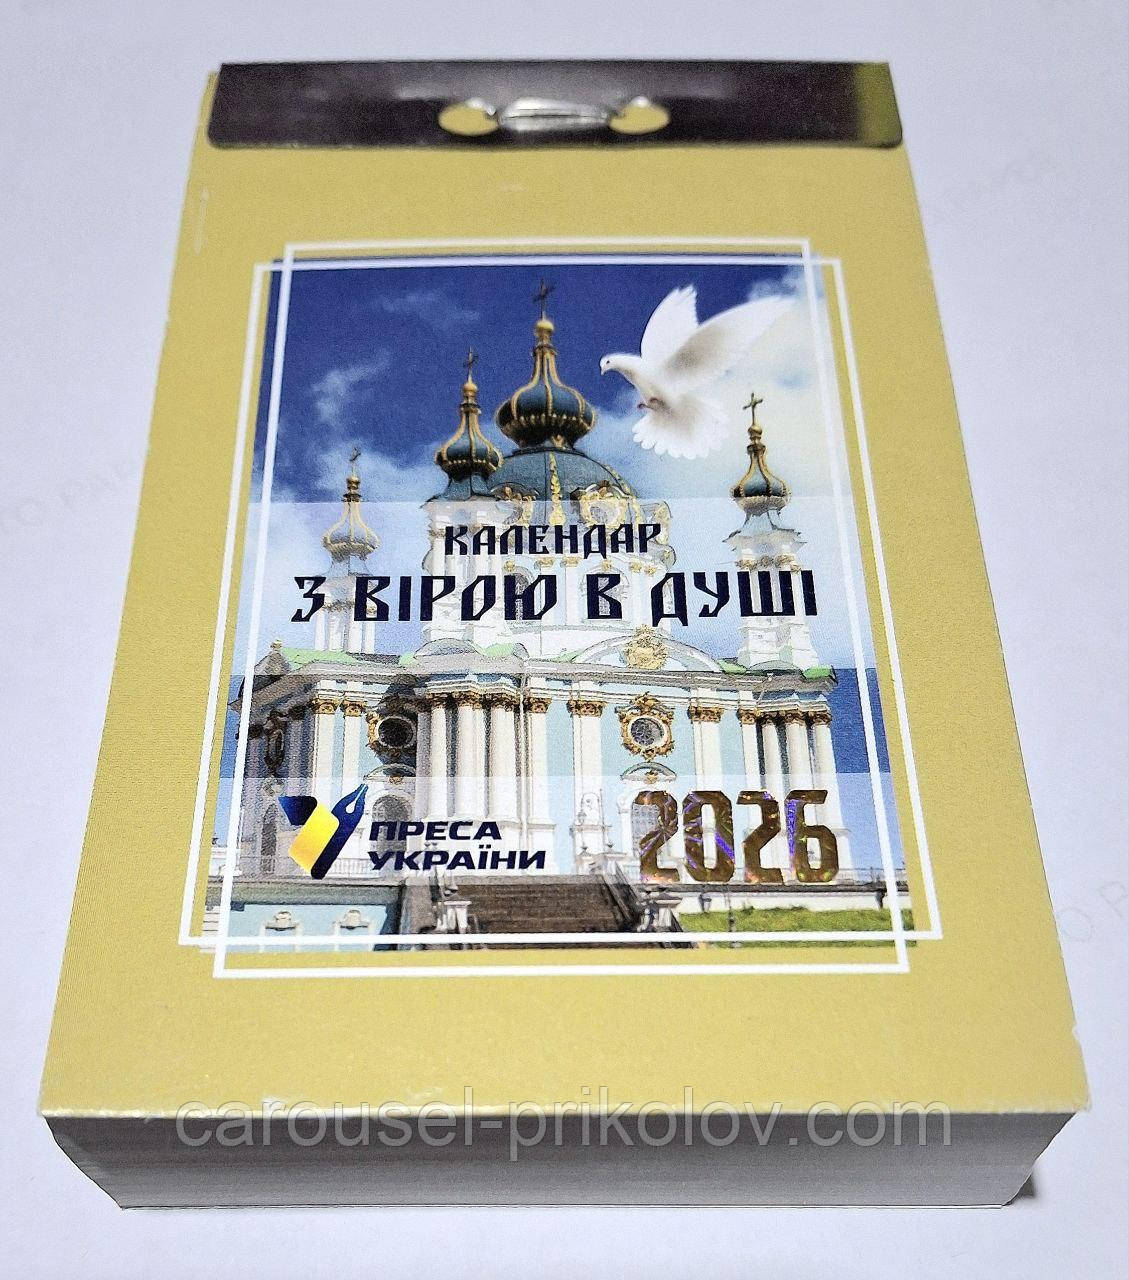 КАЛЕНДАР
З ВІРОЮ В ДУШІ
ПРЕСА
УКРАЇНИ
2026
carousel-prikolov.com